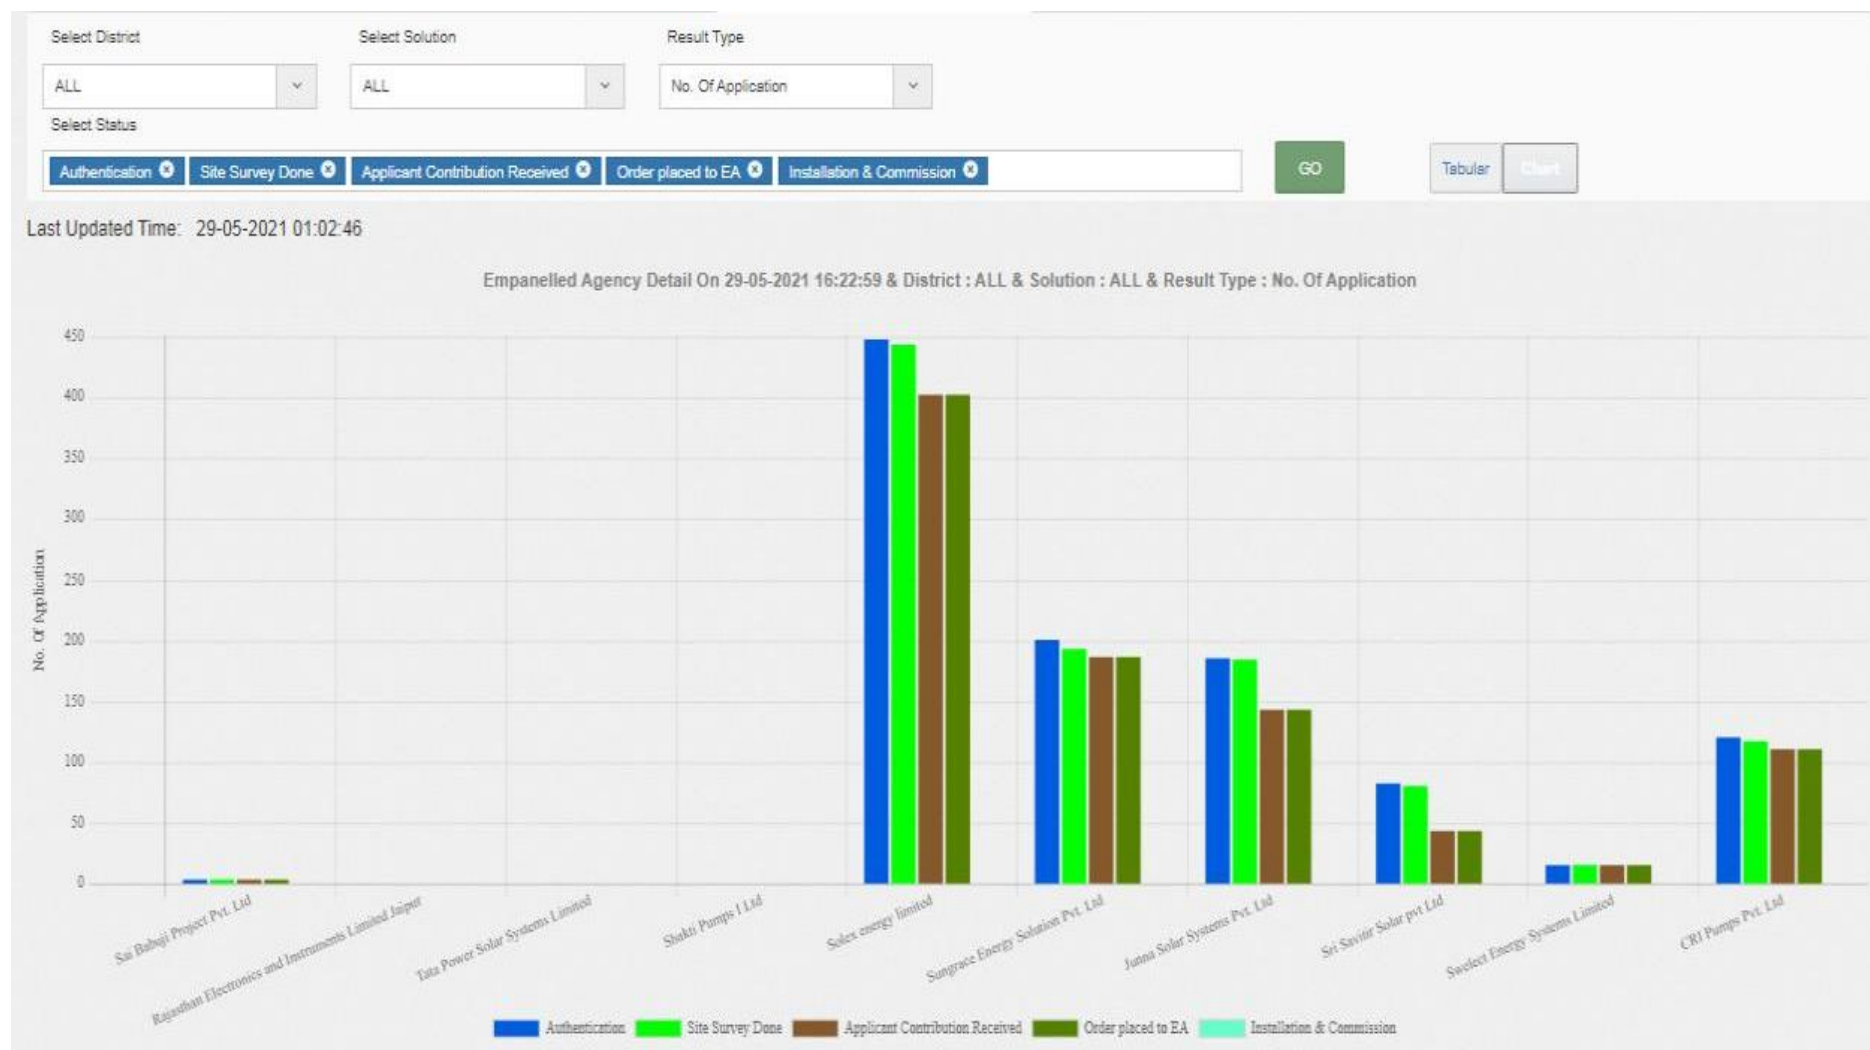 Select District Select Solution Result Type
ALL ALL No. Of Application
Select Status
Authentication Site Survey Done Applicant Contribution Received Order placed to EA Installation & Commission GO Tabular Chart
Last Updated Time: 29-05-2021 01:02:46
Empanelled Agency Detail On 29-05-2021 16:22:59 & District : ALL & Solution : ALL & Result Type : No. Of Application
450
400
350
300
250
200
150
100
50
0
No. Of Application
Sai Babuji Project Pvt. Ltd
Rajasthan Electronics and Instruments Limited Jaipur
Tata Power Solar Systems Limited
Shakti Pumps I Ltd
Solex energy limited
Sungrace Energy Solution Pvt. Ltd
Junna Solar Systems Pvt. Ltd
Sri Savitir Solar pvt Ltd
Swelect Energy Systems Limited
CRI Pumps Pvt. Ltd
Authentication Site Survey Done Applicant Contribution Received Order placed to EA Installation & Commission